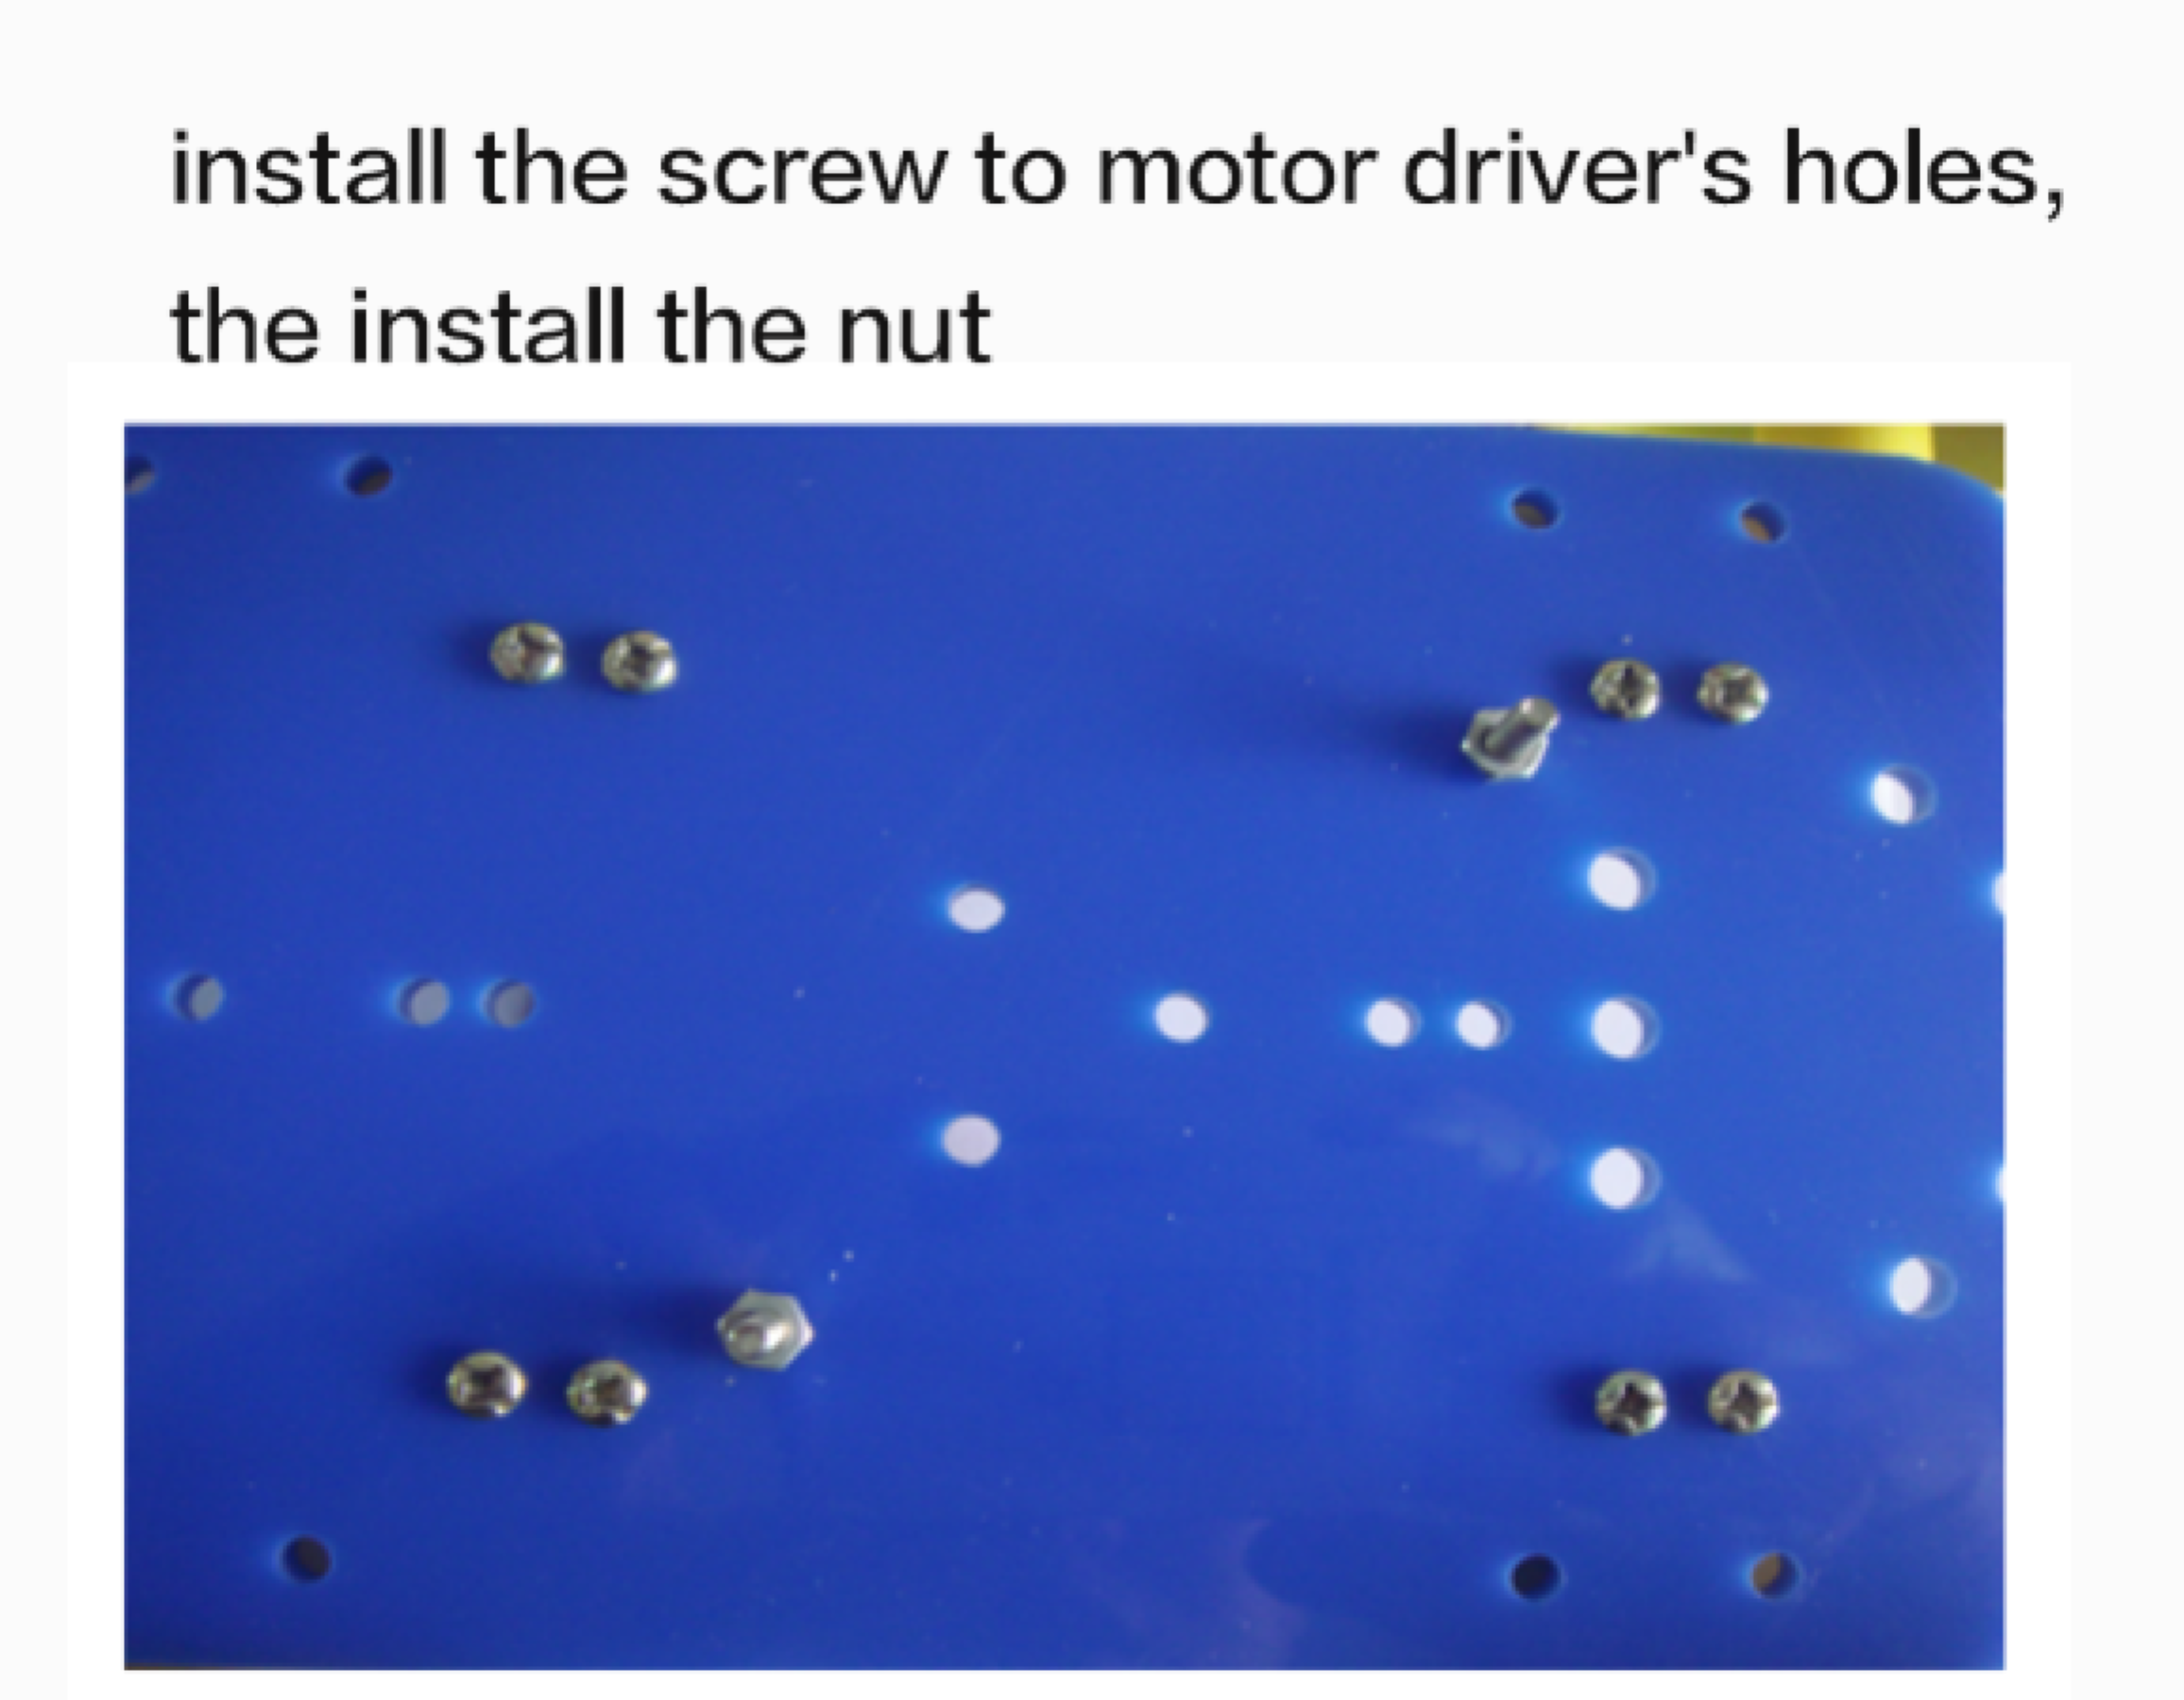 install the screw to motor driver's holes,
the install the nut